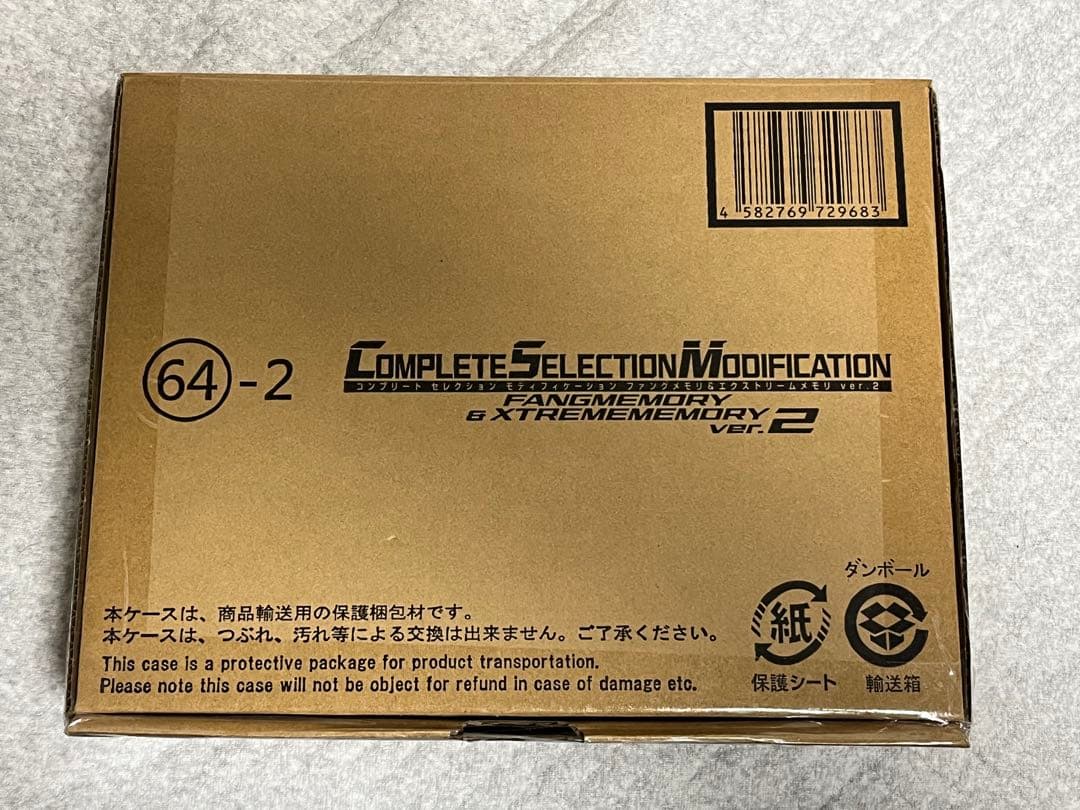 4 582769 729683
64-2
COMPLETE SELECTION MODIFICATION
コンプリート セレクション モディフィケーション ファングメモリ&エクストリームメモリ ver.2
FANGMEMORY
& XTREMEMEMORY
ver.2
ダンボール
紙
本ケースは、商品輸送用の保護梱包材です。
本ケースは、つぶれ、汚れ等による交換は出来ません。ご了承ください。
This case is a protective package for product transportation.
Please note this case will not be object for refund in case of damage etc.
保護シート
輸送箱